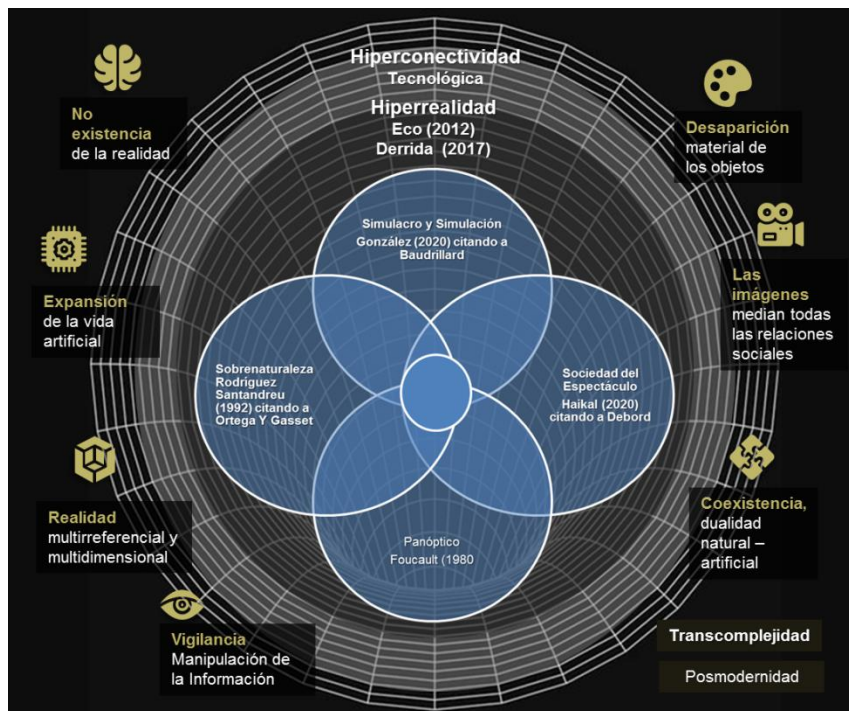 Hiperconectividad
Tecnológica
Hiperrealidad
Eco (2012)
Derrida (2017)
No
existencia
de la realidad
Expansión
de la vida
artificial
Realidad
multirreferencial y
multidimensional
Vigilancia
Manipulación de
la Información
Simulacro y Simulación
González (2020) citando a
Baudrillard
Sobrenaturaleza
Rodríguez
Santandreu
(1992) citando a
Ortega Y Gasset
Sociedad del
Espectáculo
Haikal (2020)
citando a Debord
Panóptico
Foucault (1980
Desaparición
material de
los objetos
Las
imágenes
median todas
las relaciones
sociales
Coexistencia,
dualidad
natural –
artificial
Transcomplejidad
Posmodernidad